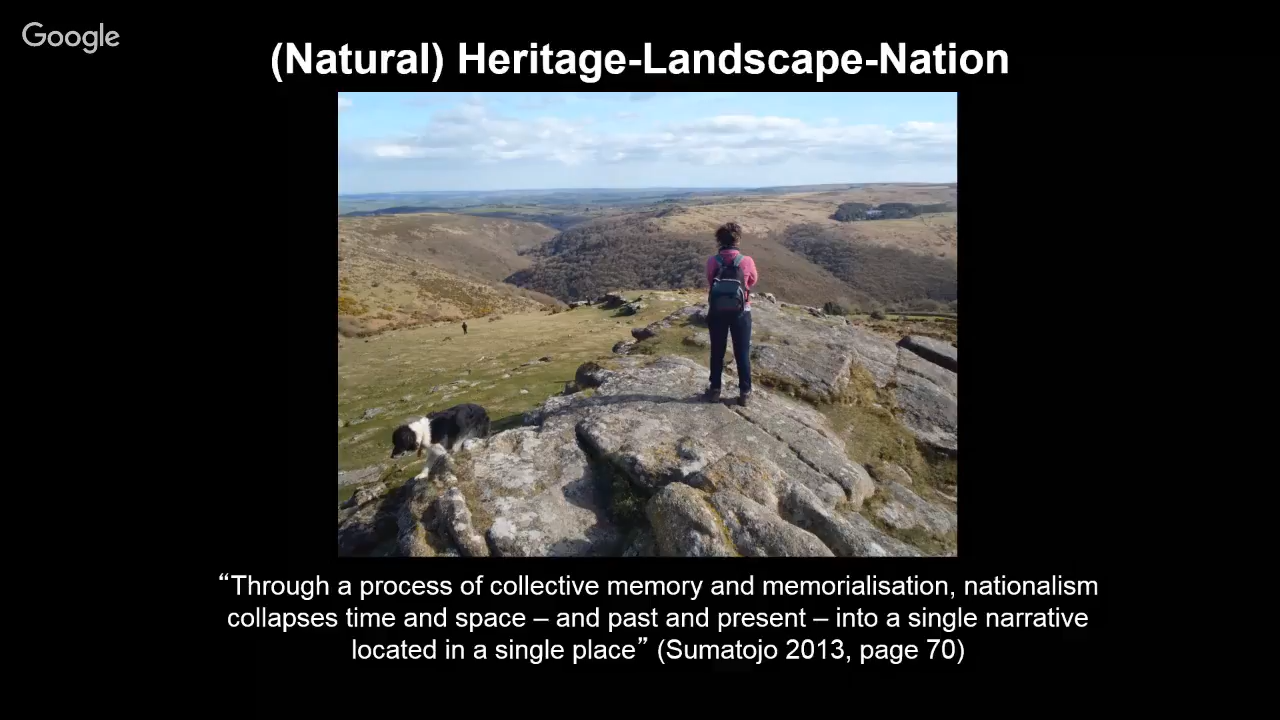 Google
(Natural) Heritage-Landscape-Nation
“Through a process of collective memory and memorialisation, nationalism
collapses time and space – and past and present – into a single narrative
located in a single place” (Sumatojo 2013, page 70)